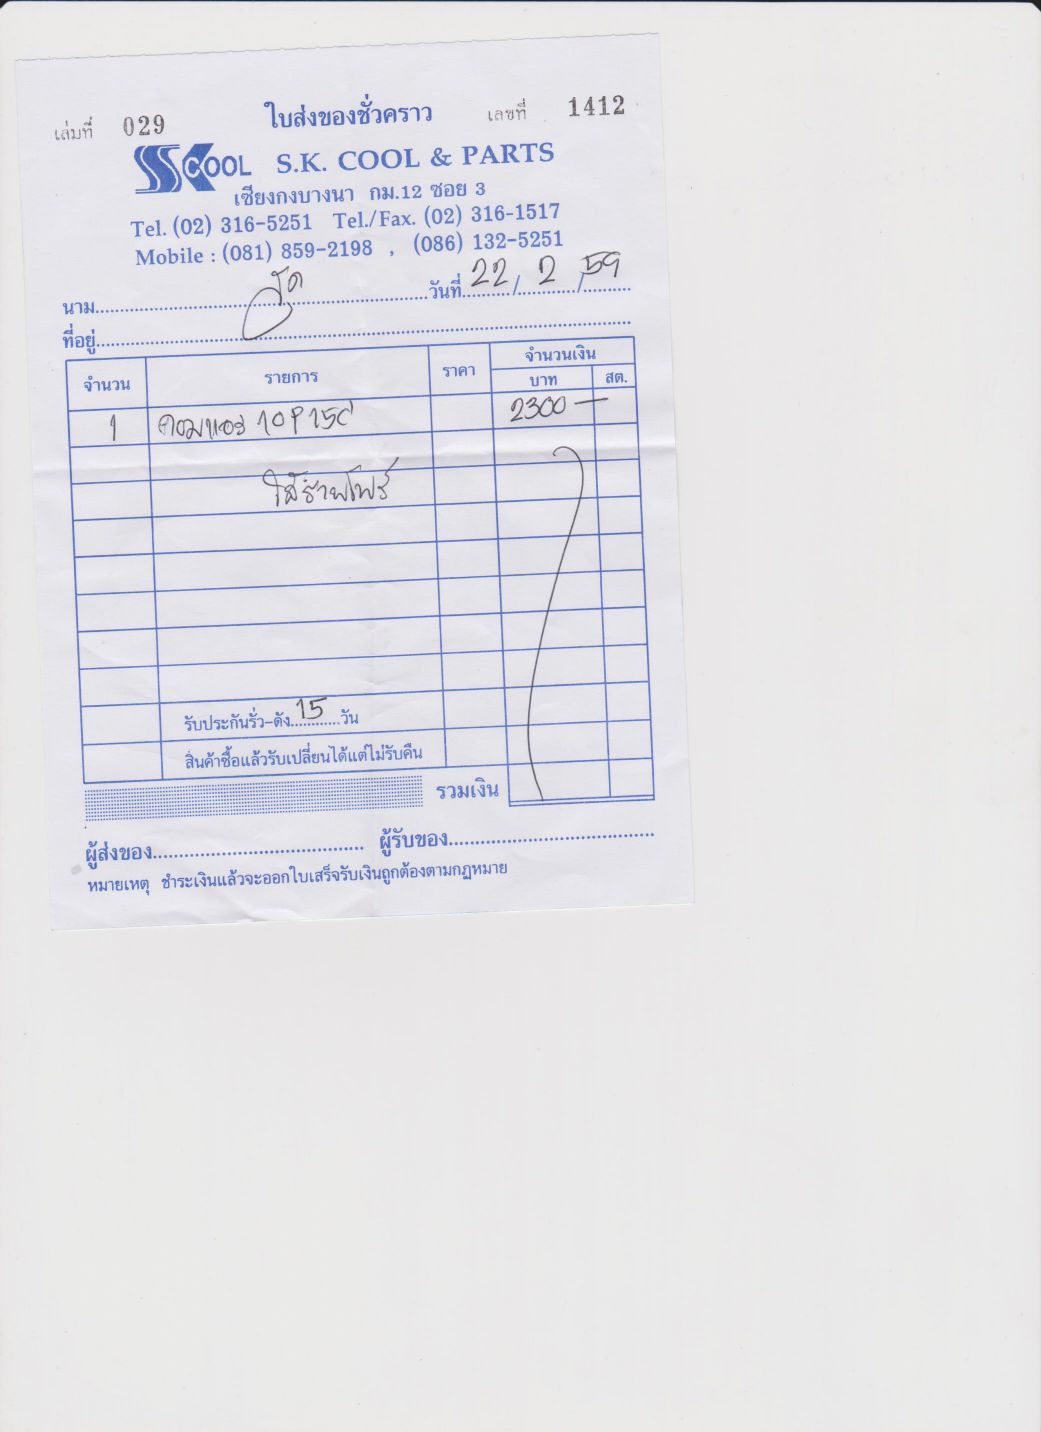 เล่มที่ 029 ใบส่งของชั่วคราว เลขที่ 1412
COOL S.K. COOL & PARTS
เซียงกงบางนา กม.12 ซอย 3
Tel. (02) 316-5251 Tel./Fax. (02) 316-1517
Mobile : (081) 859-2198 , (086) 132-5251
นาม วันที่ 22/2/59
ที่อยู่
จำนวน รายการ ราคา จำนวนเงิน
บาท สต.
1 คอมแอร์ 10P15C 2300 —
รับประกันรั่ว-ดัง 15 วัน
สินค้าซื้อแล้วรับเปลี่ยนได้แต่ไม่รับคืน
รวมเงิน
ผู้ส่งของ ผู้รับของ
หมายเหตุ ชำระเงินแล้วจะออกใบเสร็จรับเงินถูกต้องตามกฎหมาย